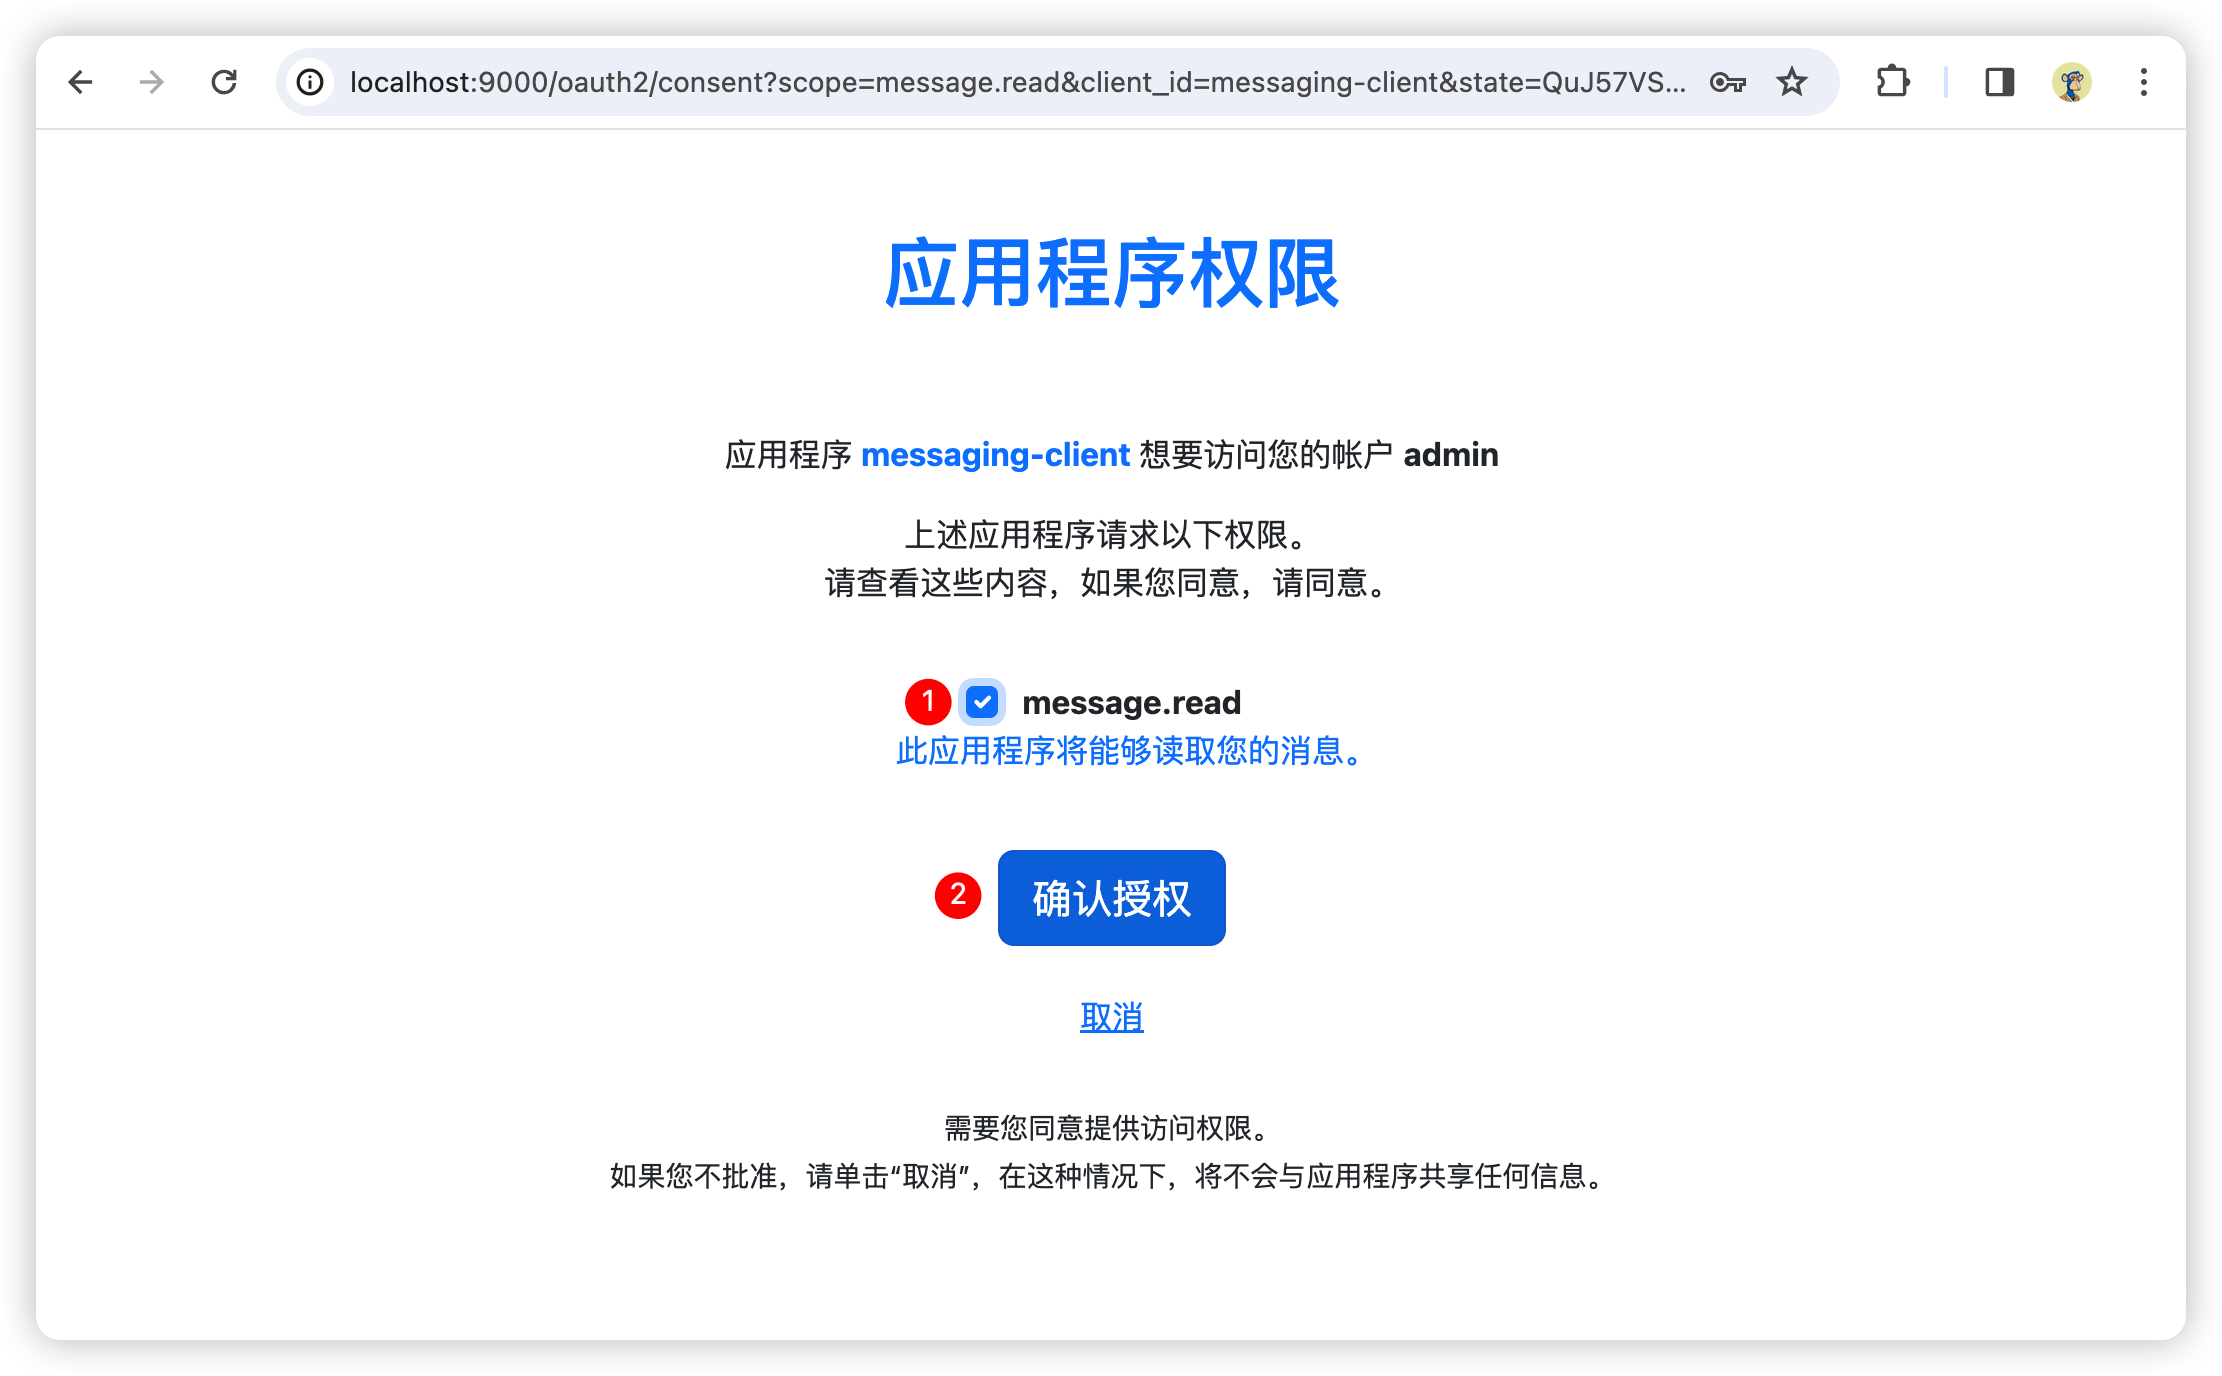 localhost:9000/oauth2/consent?scope=message.read&client_id=messaging-client&state=QuJ57VS...
应用程序权限
应用程序 messaging-client 想要访问您的帐户 admin
上述应用程序请求以下权限。
请查看这些内容，如果您同意，请同意。
1 message.read
此应用程序将能够读取您的消息。
2 确认授权
取消
需要您同意提供访问权限。
如果您不批准，请单击“取消”，在这种情况下，将不会与应用程序共享任何信息。